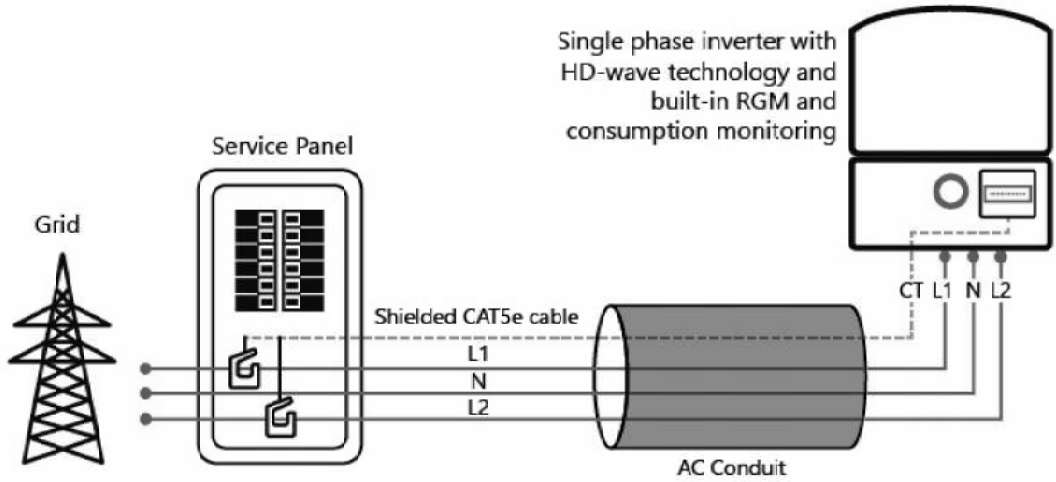 Single phase inverter with
HD-wave technology and
built-in RGM and
consumption monitoring
Service Panel
Grid
CT L1 N L2
Shielded CAT5e cable
L1
N
L2
AC Conduit